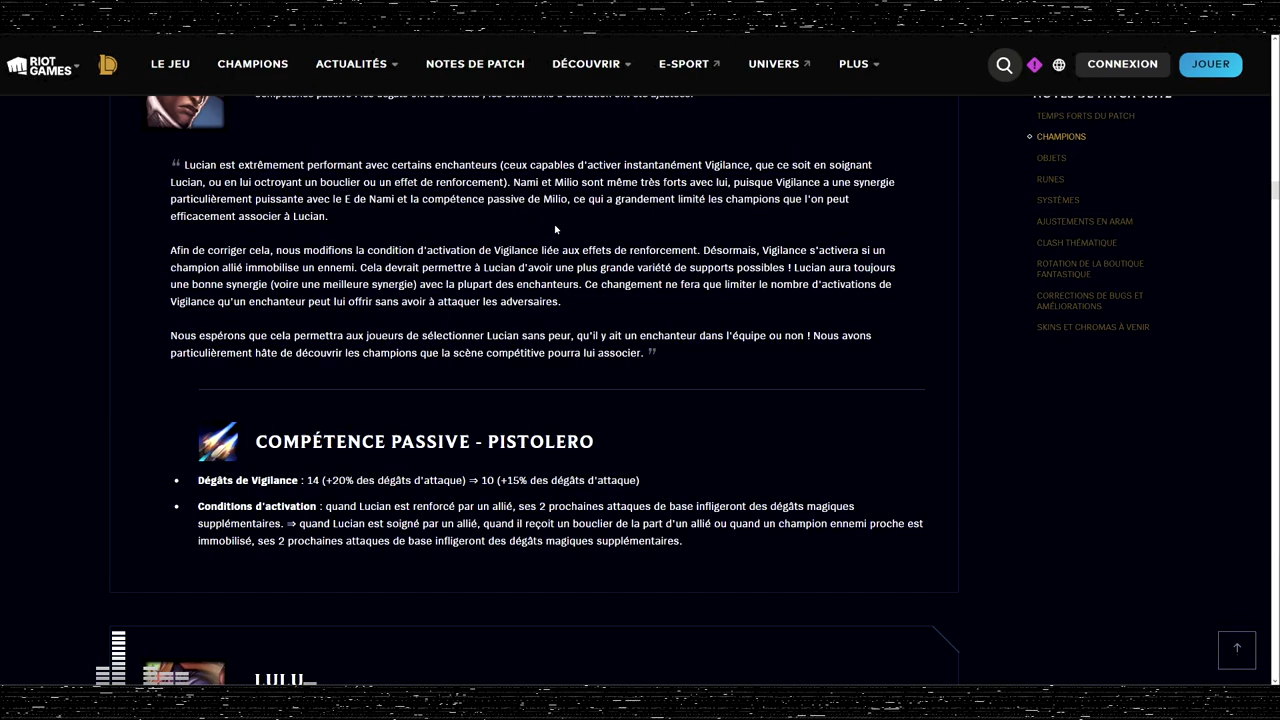 RIOT GAMES
LE JEU
CHAMPIONS
ACTUALITÉS
NOTES DE PATCH
DÉCOUVRIR
E-SPORT
UNIVERS
PLUS
CONNEXION
JOUER
“ Lucian est extrêmement performant avec certains enchanteurs (ceux capables d'activer instantanément Vigilance, que ce soit en soignant
Lucian, ou en lui octroyant un bouclier ou un effet de renforcement). Nami et Milio sont même très forts avec lui, puisque Vigilance a une synergie
particulièrement puissante avec le E de Nami et la compétence passive de Milio, ce qui a grandement limité les champions que l'on peut
efficacement associer à Lucian.
Afin de corriger cela, nous modifions la condition d'activation de Vigilance liée aux effets de renforcement. Désormais, Vigilance s'activera si un
champion allié immobilise un ennemi. Cela devrait permettre à Lucian d'avoir une plus grande variété de supports possibles ! Lucian aura toujours
une bonne synergie (voire une meilleure synergie) avec la plupart des enchanteurs. Ce changement ne fera que limiter le nombre d'activations de
Vigilance qu'un enchanteur peut lui offrir sans avoir à attaquer les adversaires.
Nous espérons que cela permettra aux joueurs de sélectionner Lucian sans peur, qu'il y ait un enchanteur dans l'équipe ou non ! Nous avons
particulièrement hâte de découvrir les champions que la scène compétitive pourra lui associer. ”
COMPÉTENCE PASSIVE - PISTOLERO
• Dégâts de Vigilance : 14 (+20% des dégâts d'attaque) ⇒ 10 (+15% des dégâts d'attaque)
• Conditions d'activation : quand Lucian est renforcé par un allié, ses 2 prochaines attaques de base infligeront des dégâts magiques
supplémentaires. ⇒ quand Lucian est soigné par un allié, quand il reçoit un bouclier de la part d'un allié ou quand un champion ennemi proche est
immobilisé, ses 2 prochaines attaques de base infligeront des dégâts magiques supplémentaires.
LULU
TEMPS FORTS DU PATCH
CHAMPIONS
OBJETS
RUNES
SYSTÈMES
AJUSTEMENTS EN ARAM
CLASH THÉMATIQUE
ROTATION DE LA BOUTIQUE
FANTASTIQUE
CORRECTIONS DE BUGS ET
AMÉLIORATIONS
SKINS ET CHROMAS À VENIR